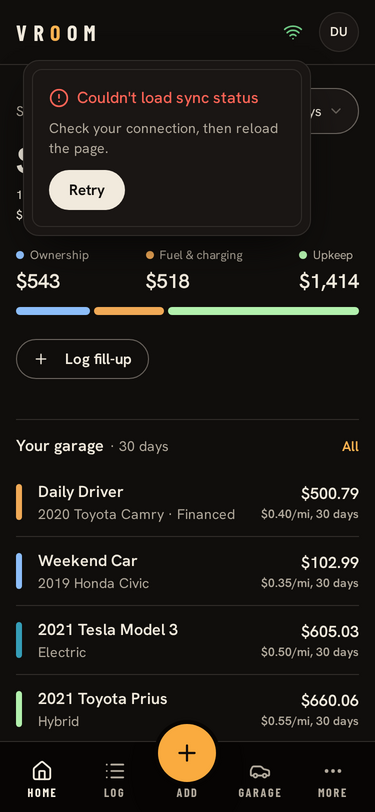 VROOM
DU
Couldn't load sync status
Check your connection, then reload
the page.
Retry
Ownership
Fuel & charging
Upkeep
$543
$518
$1,414
Log fill-up
Your garage · 30 days
All
Daily Driver
$500.79
2020 Toyota Camry · Financed
$0.40/mi, 30 days
Weekend Car
$102.99
2019 Honda Civic
$0.35/mi, 30 days
2021 Tesla Model 3
$605.03
Electric
$0.50/mi, 30 days
2021 Toyota Prius
$660.06
Hybrid
$0.55/mi, 30 days
HOME
LOG
ADD
GARAGE
MORE